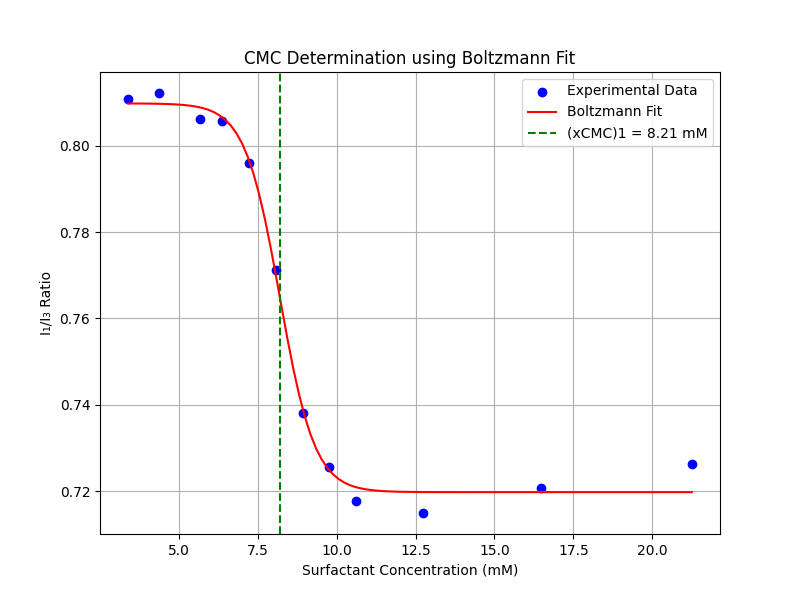 CMC Determination using Boltzmann Fit
Experimental Data
Boltzmann Fit
(xCMC)1 = 8.21 mM
0.80
0.78
0.76
0.74
0.72
I₁/I₃ Ratio
5.0 7.5 10.0 12.5 15.0 17.5 20.0
Surfactant Concentration (mM)